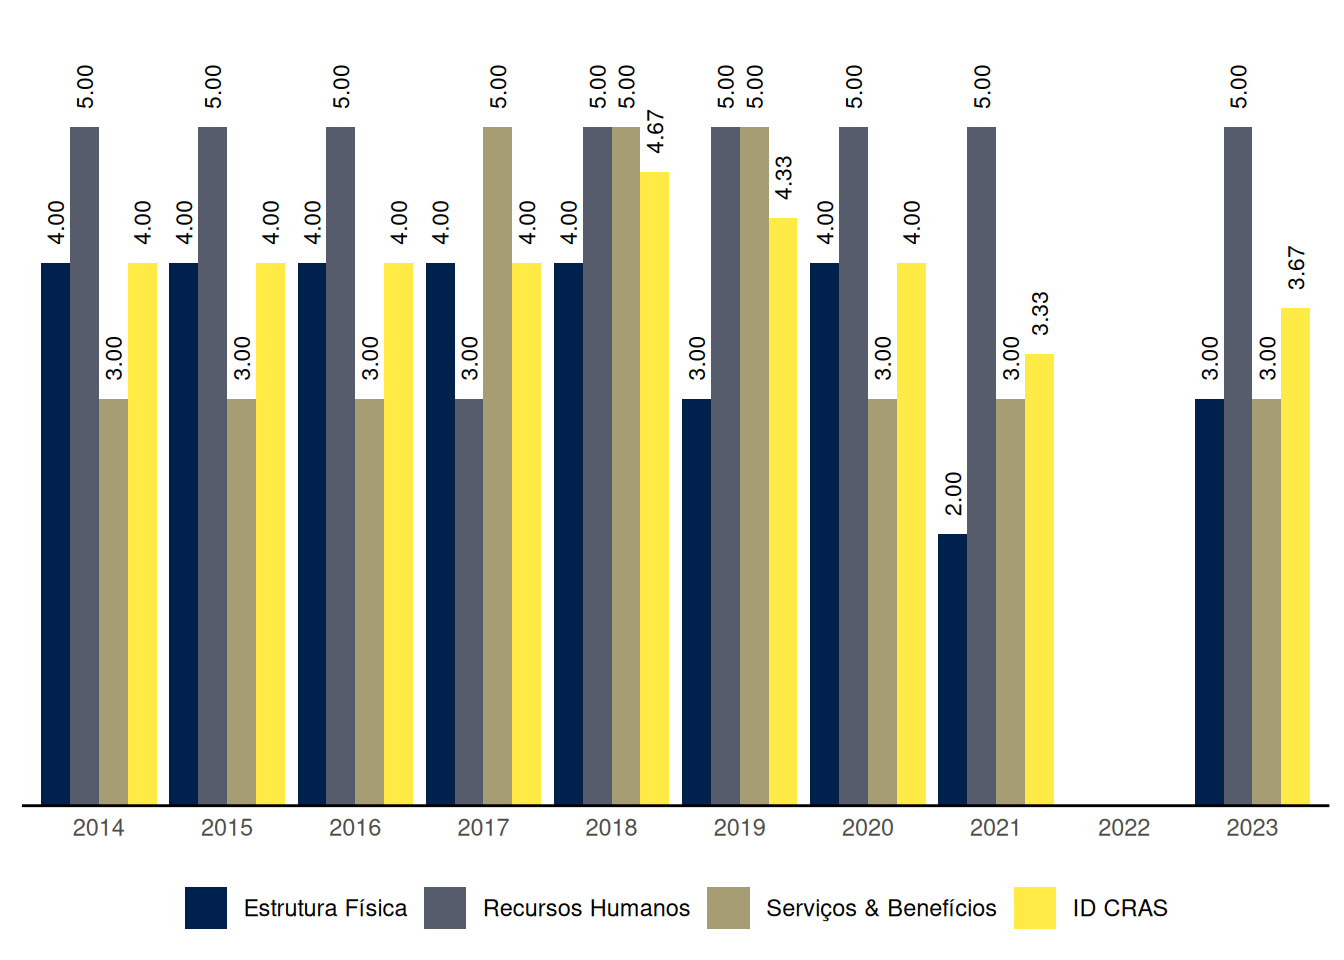 5.00 5.00 5.00 5.00 5.00 5.00 5.00 5.00 5.00 5.00 5.00
4.67
4.33
4.00 4.00 4.00 4.00 4.00 4.00 4.00 4.00 4.00 4.00
3.67
3.33
3.00 3.00 3.00 3.00 3.00 3.00 3.00 3.00 3.00
2.00
2014 2015 2016 2017 2018 2019 2020 2021 2022 2023
Estrutura Física Recursos Humanos Serviços & Benefícios ID CRAS